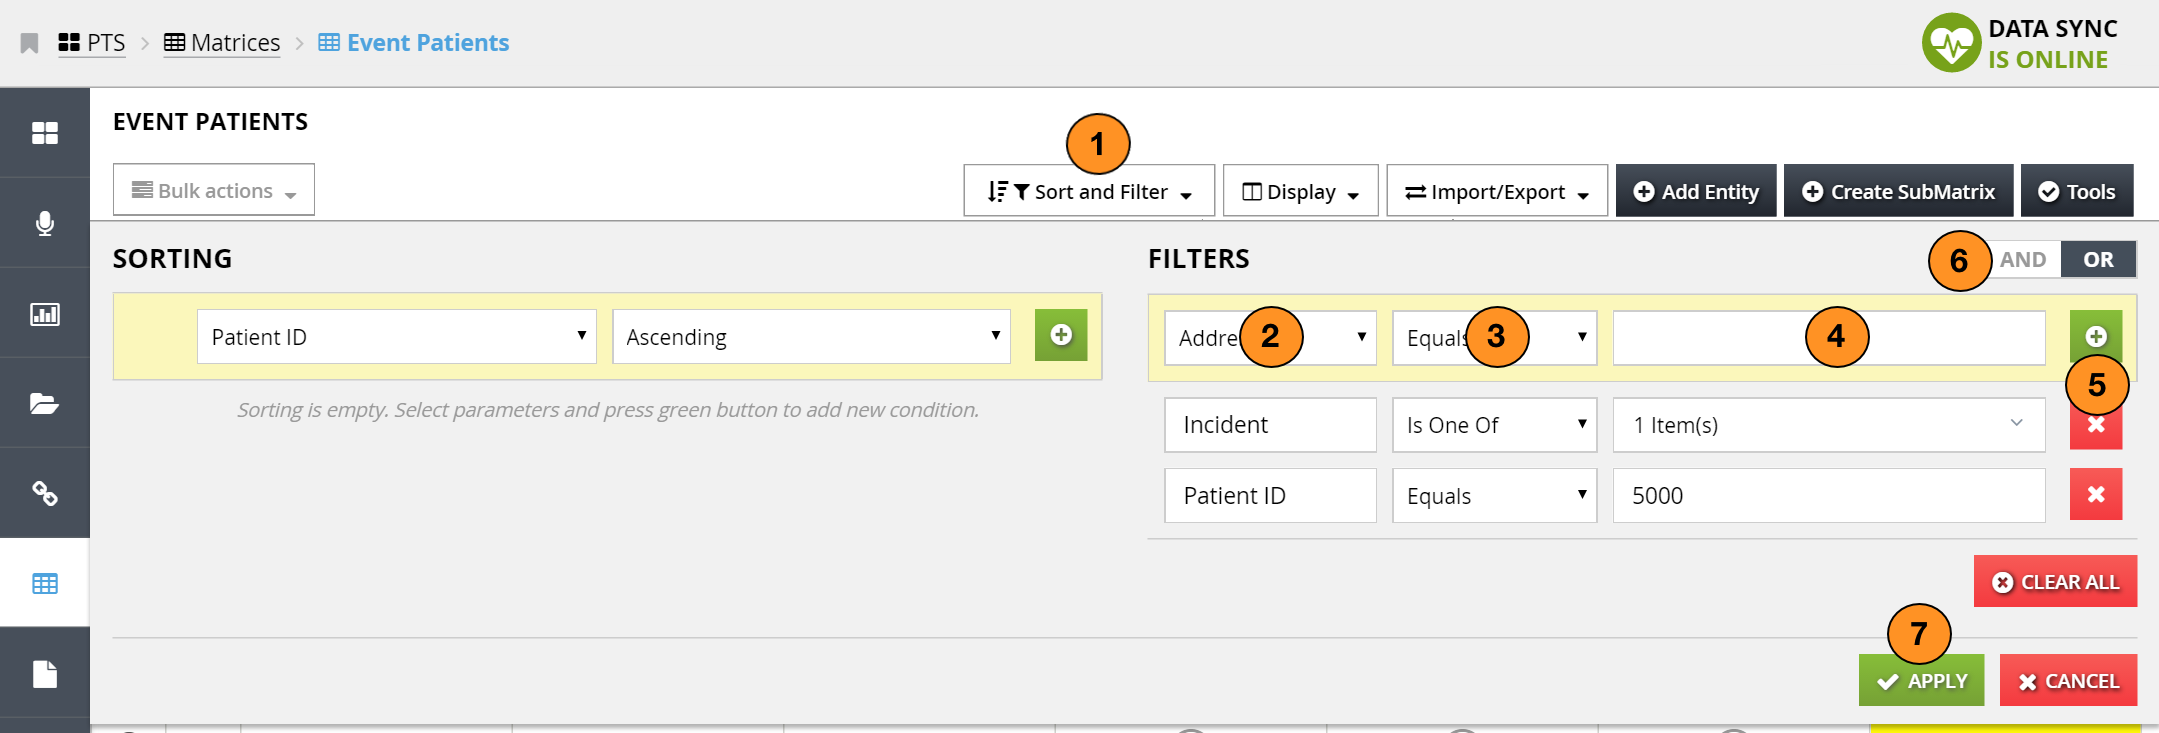 PTS > Matrices > Event Patients
DATA SYNC
IS ONLINE
EVENT PATIENTS
1
Bulk actions
Sort and Filter
Display
Import/Export
Add Entity
Create SubMatrix
Tools
SORTING
FILTERS
6
AND
OR
Patient ID
Ascending
Addre
2
Equals
3
4
5
Sorting is empty. Select parameters and press green button to add new condition.
Incident
Is One Of
1 Item(s)
Patient ID
Equals
5000
CLEAR ALL
7
APPLY
CANCEL